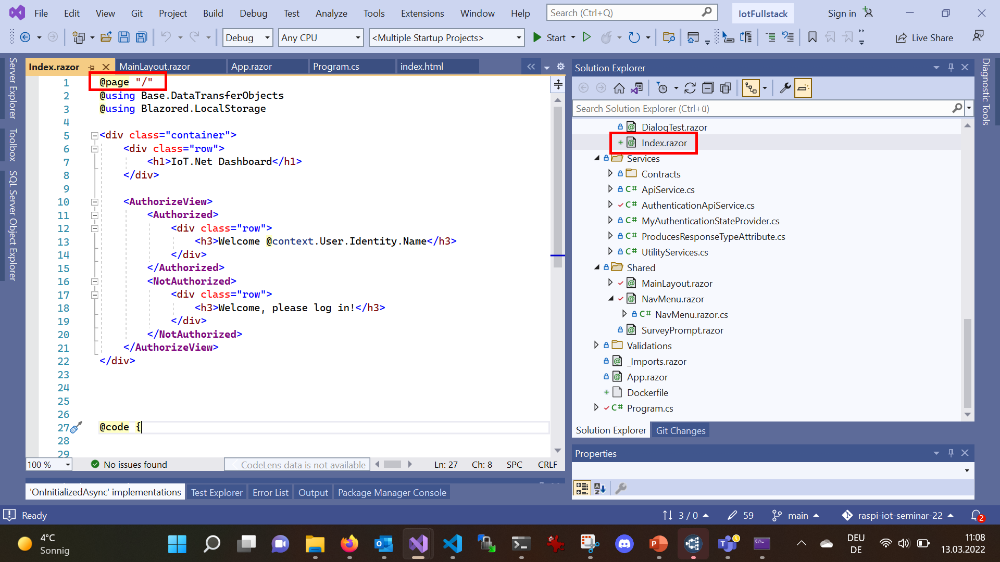 File Edit View Git Project Build Debug Test Analyze Tools Extensions Window Help Search (Ctrl+Q) IotFullstack Sign in
Debug Any CPU <Multiple Startup Projects> Start Live Share
Server Explorer
Toolbox
SQL Server Object Explorer
Index.razor MainLayout.razor App.razor Program.cs index.html
1 @page "/"
2 @using Base.DataTransferObjects
3 @using Blazored.LocalStorage
4
5 <div class="container">
6 <div class="row">
7 <h1>IoT.Net Dashboard</h1>
8 </div>
9
10 <AuthorizeView>
11 <Authorized>
12 <div class="row">
13 <h3>Welcome @context.User.Identity.Name</h3>
14 </div>
15 </Authorized>
16 <NotAuthorized>
17 <div class="row">
18 <h3>Welcome, please log in!</h3>
19 </div>
20 </NotAuthorized>
21 </AuthorizeView>
22 </div>
23
24
25
26
27 @code {
28
29
100 % No issues found CodeLens data is not available Ln: 27 Ch: 8 SPC CRLF
'OnInitializedAsync' implementations Test Explorer Error List Output Package Manager Console
Solution Explorer
Search Solution Explorer (Ctrl+ü)
DialogTest.razor
Index.razor
Services
Contracts
C# ApiService.cs
C# AuthenticationApiService.cs
C# MyAuthenticationStateProvider.cs
C# ProducesResponseTypeAttribute.cs
C# UtilityServices.cs
Shared
MainLayout.razor
NavMenu.razor
C# NavMenu.razor.cs
SurveyPrompt.razor
Validations
_Imports.razor
App.razor
Dockerfile
C# Program.cs
Solution Explorer Git Changes
Properties
Diagnostic Tools
Ready 3 / 0 59 main raspi-iot-seminar-22 2
4°C
Sonnig
DEU
DE
11:08
13.03.2022